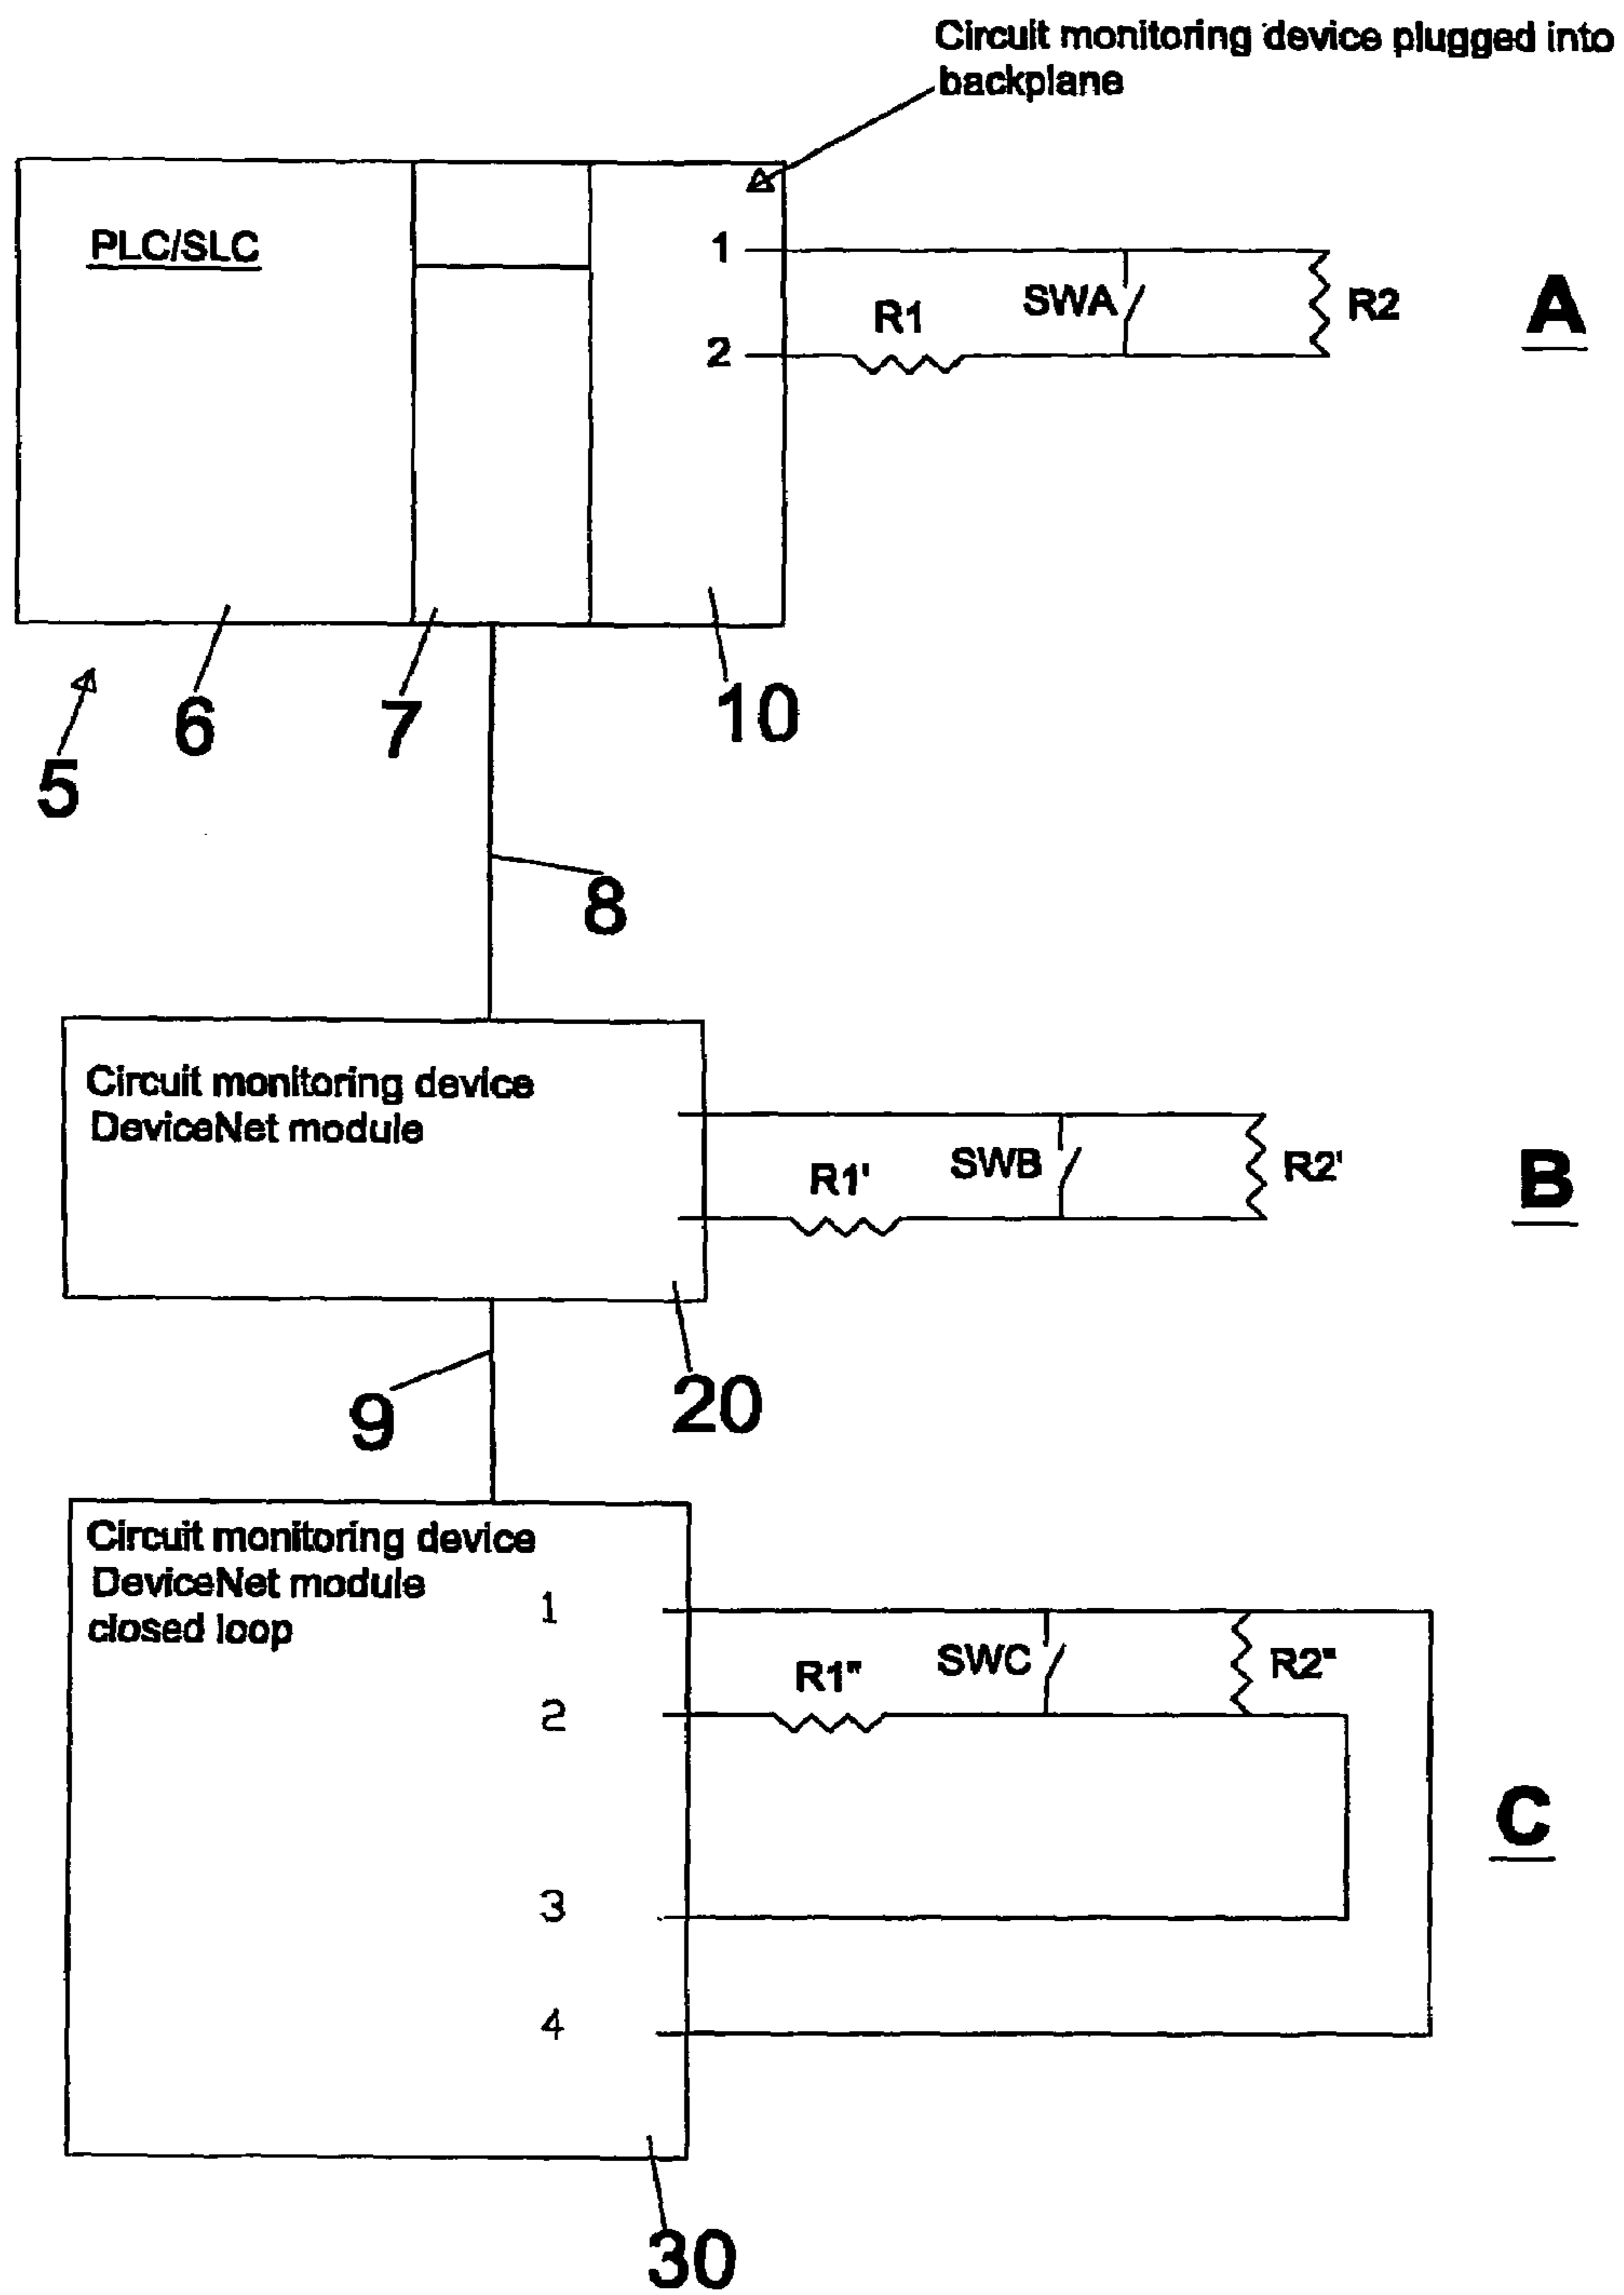 Circuit monitoring device plugged into
backplane
PLC/SLC
1
SWA
R2
R1
A
2
6
7
10
5
8
Circuit monitoring device
DeviceNet module
SWB
R2'
R1'
B
9
20
Circuit monitoring device
DeviceNet module
closed loop
1
SWC
R2"
R1"
2
C
3
4
30